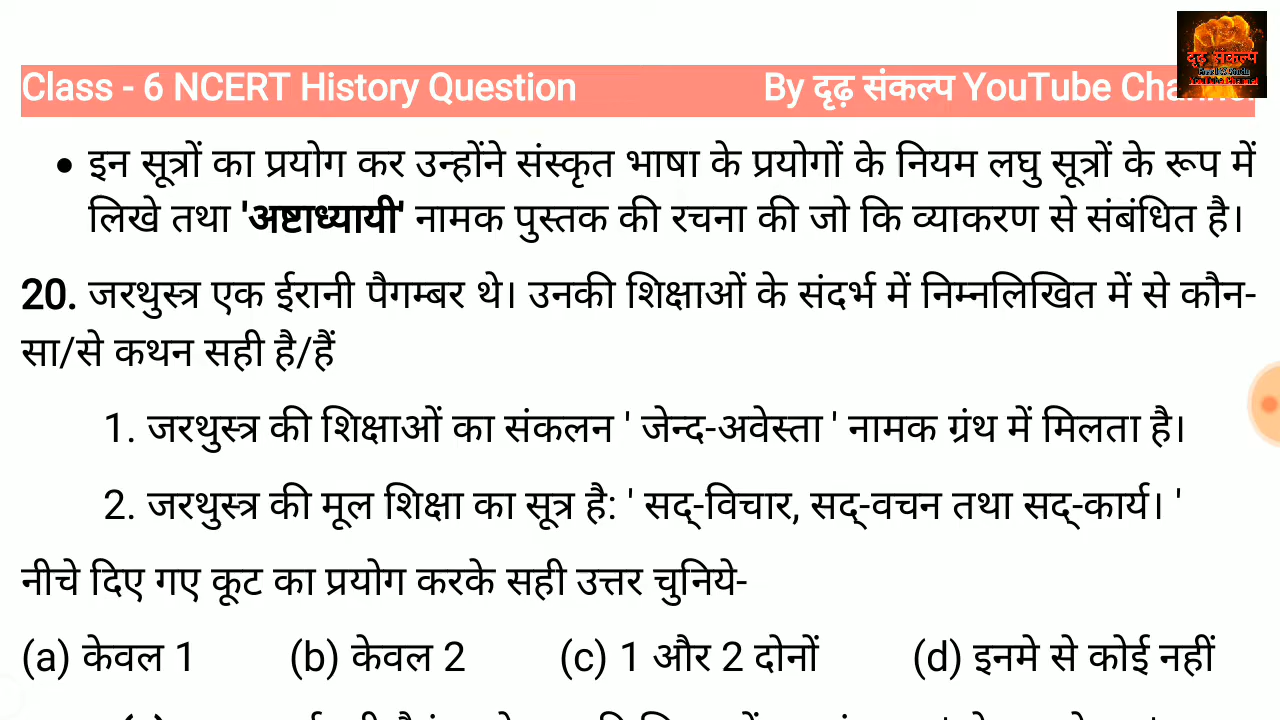 दृढ़ संकल्प
Class - 6 NCERT History Question By दृढ़ संकल्प YouTube
• इन सूत्रों का प्रयोग कर उन्होंने संस्कृत भाषा के प्रयोगों के नियम लघु सूत्रों के रूप में
लिखे तथा 'अष्टाध्यायी' नामक पुस्तक की रचना की जो कि व्याकरण से संबंधित है।
20. जरथुस्त्र एक ईरानी पैगम्बर थे। उनकी शिक्षाओं के संदर्भ में निम्नलिखित में से कौन-
सा/से कथन सही है/हैं
1. जरथुस्त्र की शिक्षाओं का संकलन ' जेन्द-अवेस्ता ' नामक ग्रंथ में मिलता है।
2. जरथुस्त्र की मूल शिक्षा का सूत्र है: ' सद्-विचार, सद्-वचन तथा सद्-कार्य। '
नीचे दिए गए कूट का प्रयोग करके सही उत्तर चुनिये-
(a) केवल 1 (b) केवल 2 (c) 1 और 2 दोनों (d) इनमे से कोई नहीं